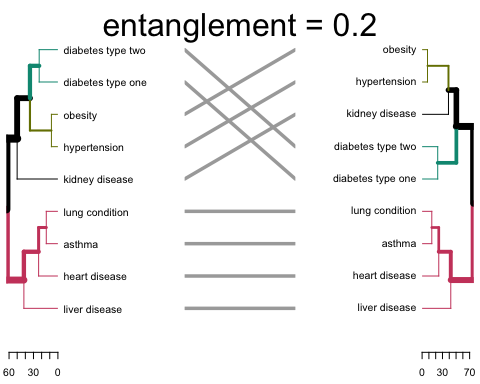 entanglement = 0.2
diabetes type two
diabetes type one
obesity
hypertension
kidney disease
lung condition
asthma
heart disease
liver disease
60 30 0
obesity
hypertension
kidney disease
diabetes type two
diabetes type one
lung condition
asthma
heart disease
liver disease
0 30 70